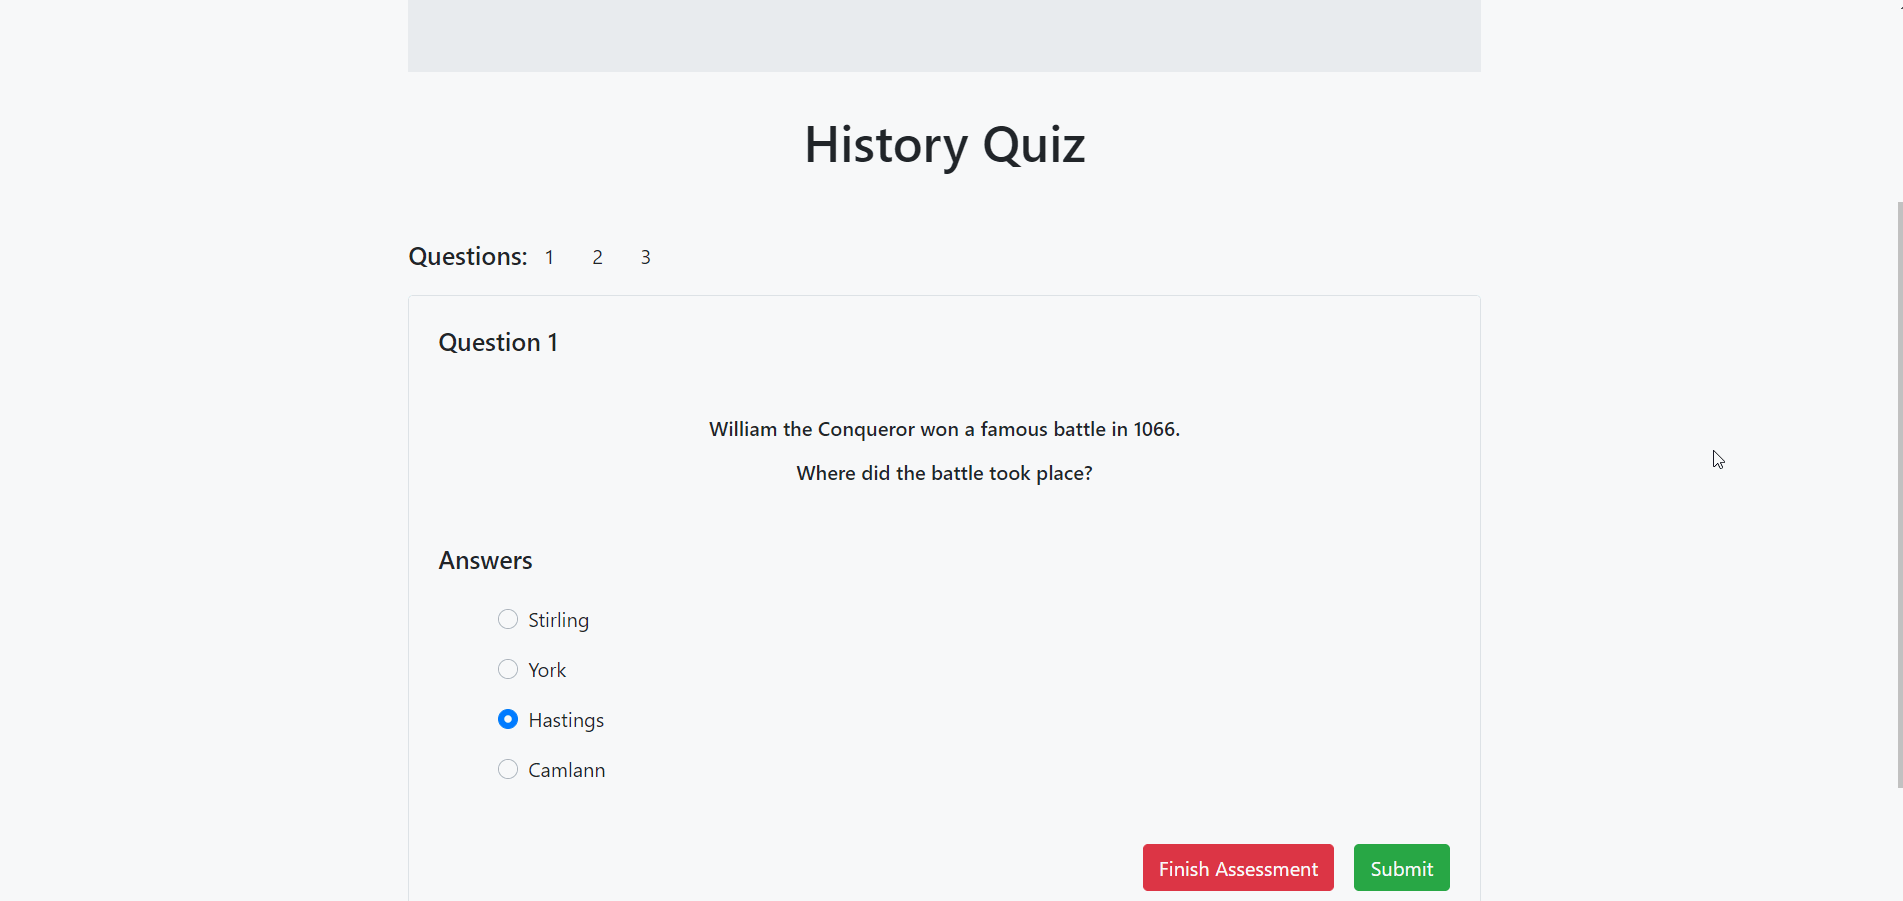 History Quiz
Questions: 1 2 3
Question 1
William the Conqueror won a famous battle in 1066.
Where did the battle took place?
Answers
Stirling
York
Hastings
Camlann
Finish Assessment Submit